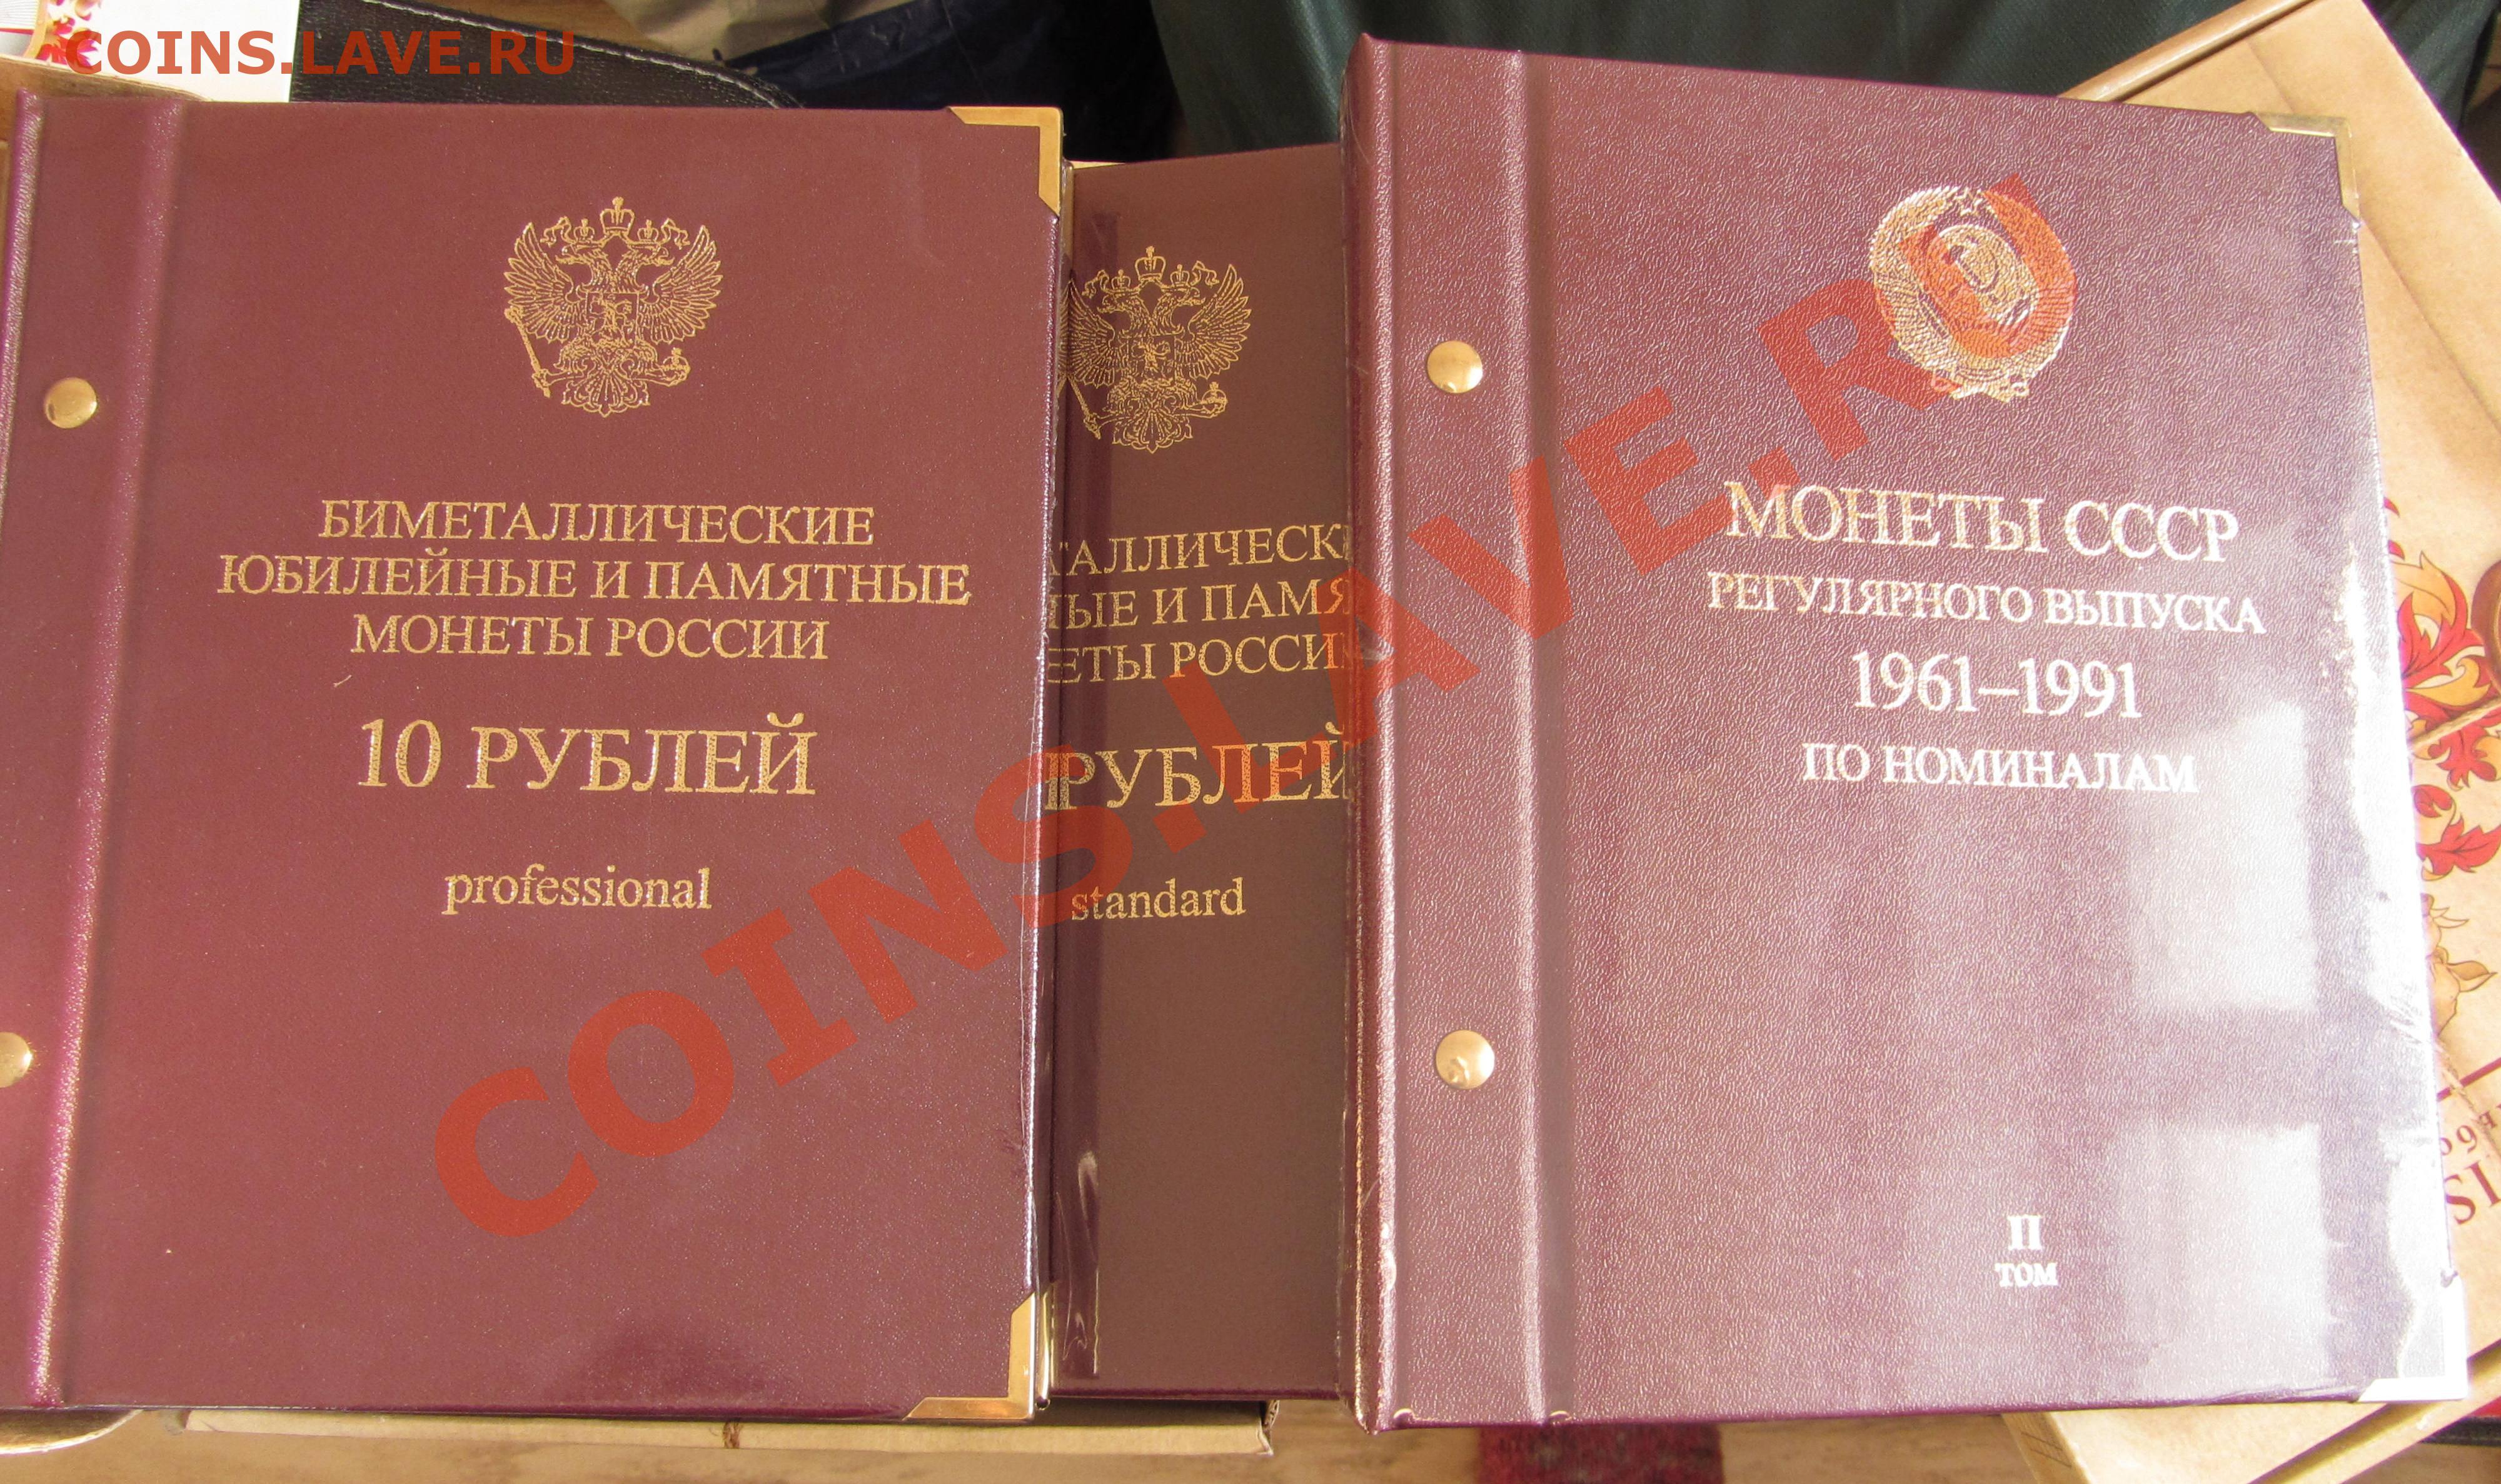 COINS.LAVE.RU
БИМЕТАЛЛИЧЕСКИЕ
ЮБИЛЕЙНЫЕ И ПАМЯТНЫЕ
МОНЕТЫ РОССИИ
10 РУБЛЕЙ
professional
ТАЛЛИЧЕСК
НЫЕ И ПАМЯ
ЕТЫ РОССИ
РУБЛЕЙ
standard
МОНЕТЫ СССР
РЕГУЛЯРНОГО ВЫПУСКА
1961–1991
ПО НОМИНАЛАМ
II
ТОМ
COINS.LAVE.RU